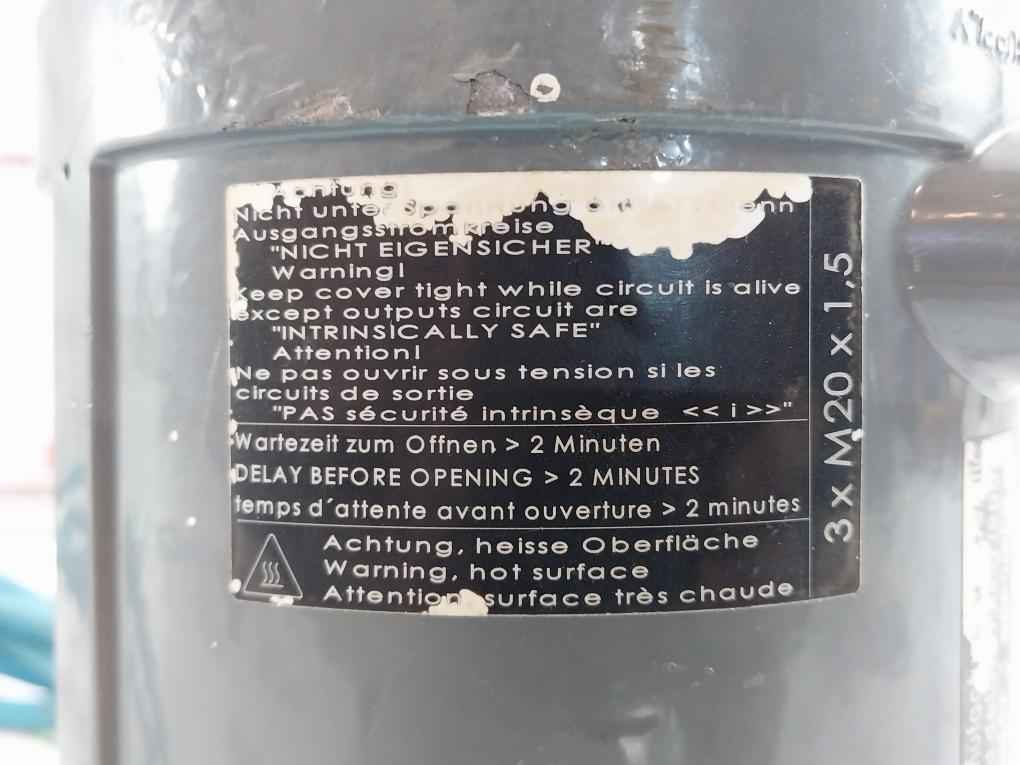 Achtung
Nicht unter Spannung wenn
Ausgangsstromkreise
"NICHT EIGENSICHER"
Warning!
Keep cover tight while circuit is alive
except outputs circuit are
"INTRINSICALLY SAFE"
Attention!
Ne pas ouvrir sous tension si les
circuits de sortie
"PAS sécurité intrinsèque << i >>"
Wartezeit zum Offnen > 2 Minuten
DELAY BEFORE OPENING > 2 MINUTES
temps d´attente avant ouverture > 2 minutes
Achtung, heisse Oberfläche
Warning, hot surface
Attention, surface très chaude
3 x M20 x 1,5